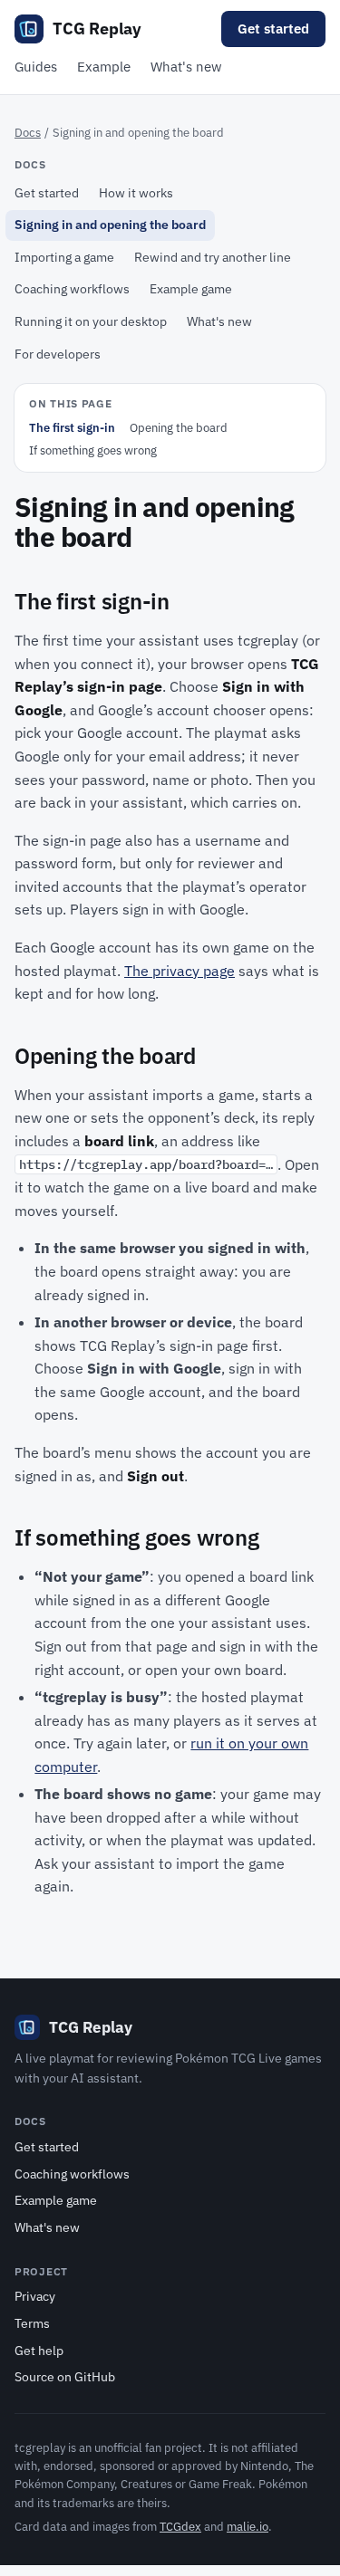 TCG Replay
Get started
Guides Example What's new
Docs / Signing in and opening the board
DOCS
Get started How it works
Signing in and opening the board
Importing a game Rewind and try another line
Coaching workflows Example game
Running it on your desktop What's new
For developers
ON THIS PAGE
The first sign-in Opening the board
If something goes wrong
Signing in and opening
the board
The first sign-in
The first time your assistant uses tcgreplay (or
when you connect it), your browser opens TCG
Replay’s sign-in page. Choose Sign in with
Google, and Google’s account chooser opens:
pick your Google account. The playmat asks
Google only for your email address; it never
sees your password, name or photo. Then you
are back in your assistant, which carries on.
The sign-in page also has a username and
password form, but only for reviewer and
invited accounts that the playmat’s operator
sets up. Players sign in with Google.
Each Google account has its own game on the
hosted playmat. The privacy page says what is
kept and for how long.
Opening the board
When your assistant imports a game, starts a
new one or sets the opponent’s deck, its reply
includes a board link, an address like
https://tcgreplay.app/board?board=…. Open
it to watch the game on a live board and make
moves yourself.
• In the same browser you signed in with,
the board opens straight away: you are
already signed in.
• In another browser or device, the board
shows TCG Replay’s sign-in page first.
Choose Sign in with Google, sign in with
the same Google account, and the board
opens.
The board’s menu shows the account you are
signed in as, and Sign out.
If something goes wrong
• “Not your game”: you opened a board link
while signed in as a different Google
account from the one your assistant uses.
Sign out from that page and sign in with the
right account, or open your own board.
• “tcgreplay is busy”: the hosted playmat
already has as many players as it serves at
once. Try again later, or run it on your own
computer.
• The board shows no game: your game may
have been dropped after a while without
activity, or when the playmat was updated.
Ask your assistant to import the game
again.
TCG Replay
A live playmat for reviewing Pokémon TCG Live games
with your AI assistant.
DOCS
Get started
Coaching workflows
Example game
What's new
PROJECT
Privacy
Terms
Get help
Source on GitHub
tcgreplay is an unofficial fan project. It is not affiliated
with, endorsed, sponsored or approved by Nintendo, The
Pokémon Company, Creatures or Game Freak. Pokémon
and its trademarks are theirs.
Card data and images from TCGdex and malie.io.